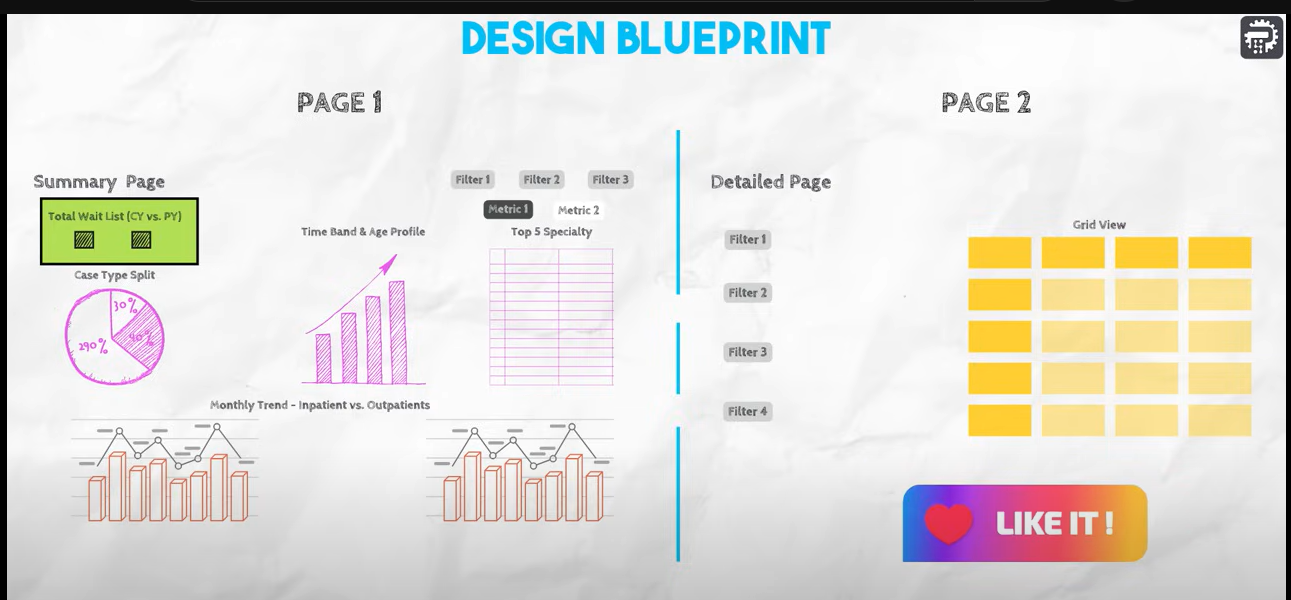 DESIGN BLUEPRINT
PAGE 1
Summary Page
Filter 1 Filter 2 Filter 3
Metric 1 Metric 2
Total Wait List (CY vs. PY)
Time Band & Age Profile
Top 5 Specialty
Case Type Split
30%
40%
290%
Monthly Trend - Inpatient vs. Outpatients
PAGE 2
Detailed Page
Filter 1
Filter 2
Filter 3
Filter 4
Grid View
LIKE IT !